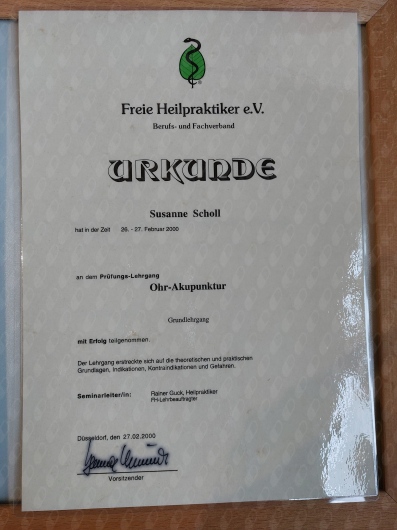 Freie Heilpraktiker e.V.
Berufs- und Fachverband
URKUNDE
Susanne Scholl
hat in der Zeit 26. - 27. Februar 2000
an dem Prüfungs-Lehrgang
Ohr-Akupunktur
Grundlehrgang
mit Erfolg teilgenommen.
Der Lehrgang erstreckte sich auf die theoretischen und praktischen
Grundlagen, Indikationen, Kontraindikationen und Gefahren.
Seminarleiter/in: Rainer Guck, Heilpraktiker
FH-Lehrbeauftragter
Düsseldorf, den 27.02.2000
Vorsitzender